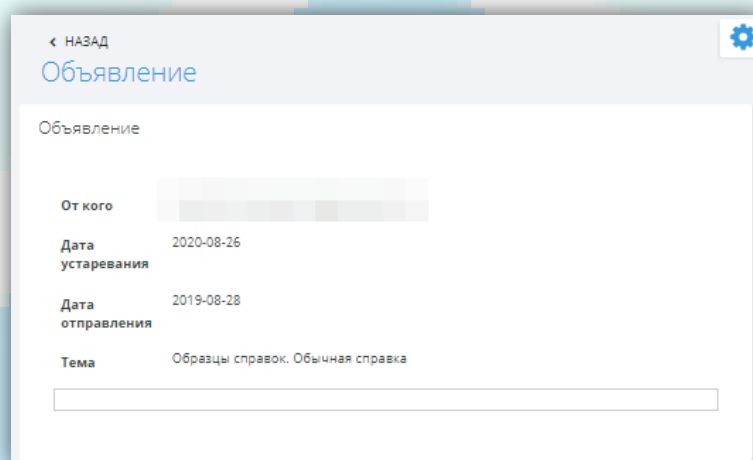 НАЗАД
Объявление
Объявление
От кого
Дата устаревания 2020-08-26
Дата отправления 2019-08-28
Тема Образцы справок. Обычная справка